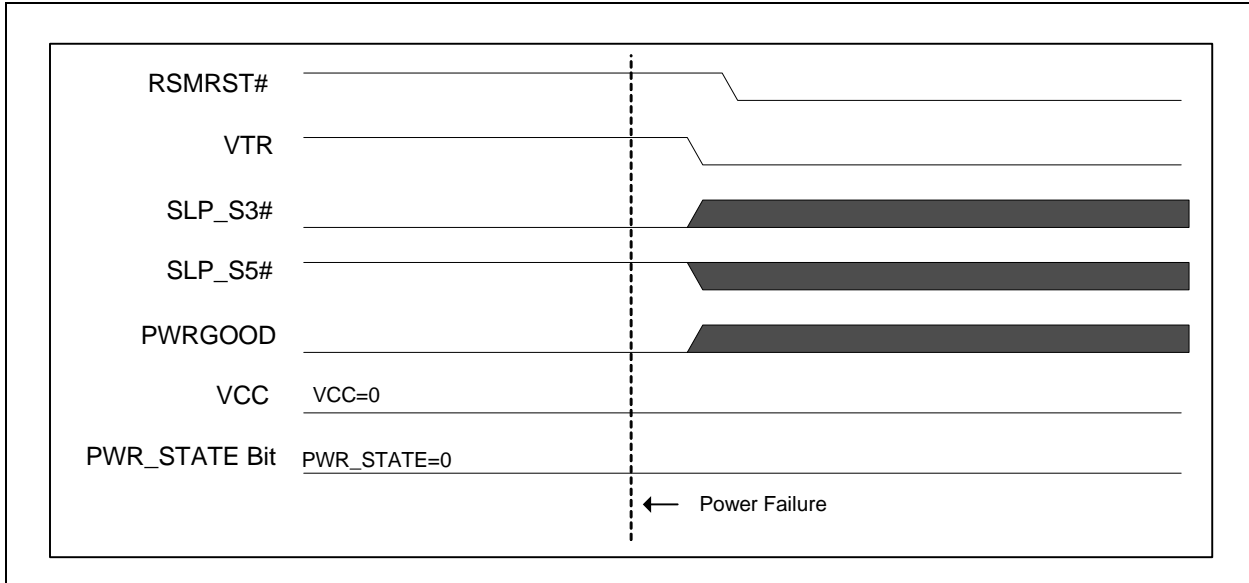 RSMRST#
VTR
SLP_S3#
SLP_S5#
PWRGOOD
VCC VCC=0
PWR_STATE Bit PWR_STATE=0
Power Failure